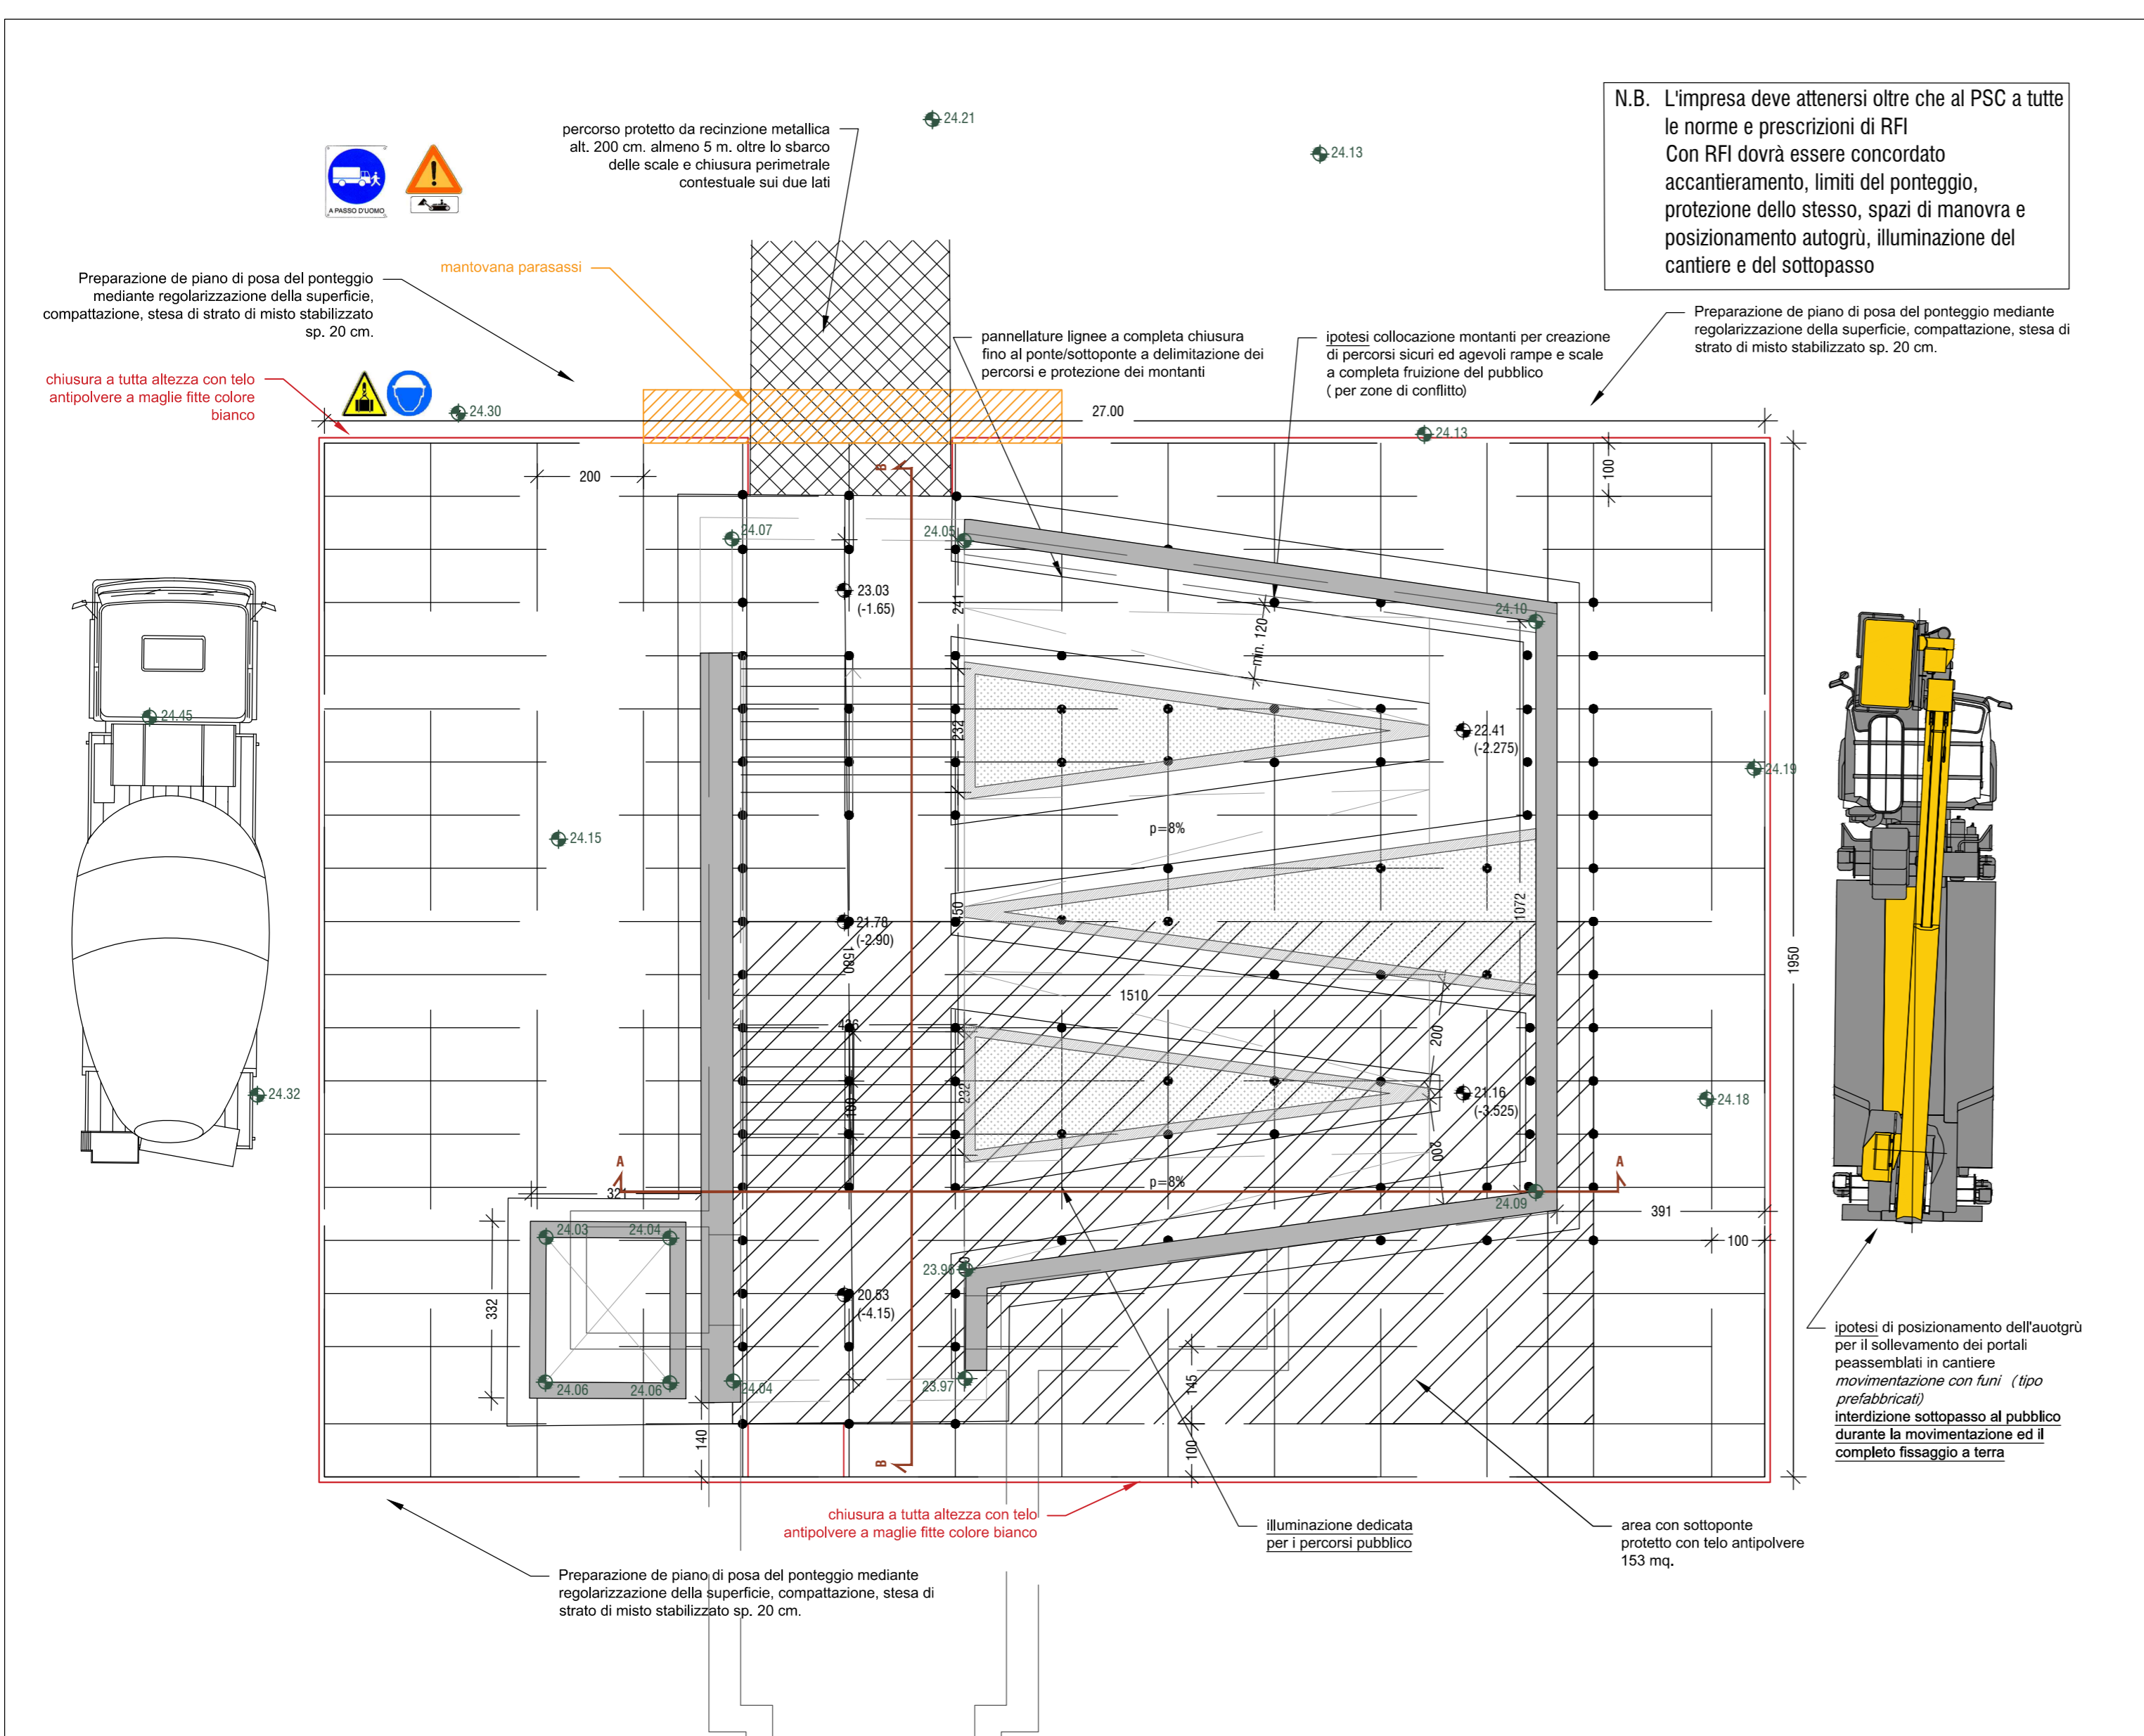 N.B. L'impresa deve attenersi oltre che al PSC a tutte
le norme e prescrizioni di RFI
Con RFI dovrà essere concordato
accantieramento, limiti del ponteggio,
protezione dello stesso, spazi di manovra e
posizionamento autogrù, illuminazione del
cantiere e del sottopasso
24.21
24.13
percorso protetto da recinzione metallica
alt. 200 cm. almeno 5 m. oltre lo sbarco
delle scale e chiusura perimetrale
contestuale sui due lati
A PASSO D'UOMO
mantovana parasassi
Preparazione de piano di posa del ponteggio
mediante regolarizzazione della superficie,
compattazione, stesa di strato di misto stabilizzato
sp. 20 cm.
pannellature lignee a completa chiusura
fino al ponte/sottoponte a delimitazione dei
percorsi e protezione dei montanti
ipotesi collocazione montanti per creazione
di percorsi sicuri ed agevoli rampe e scale
a completa fruizione del pubblico
( per zone di conflitto)
Preparazione de piano di posa del ponteggio mediante
regolarizzazione della superficie, compattazione, stesa di
strato di misto stabilizzato sp. 20 cm.
chiusura a tutta altezza con telo
antipolvere a maglie fitte colore
bianco
24.30
27.00
24.13
200
100
B
24.07
24.05
23.03
(-1.65)
241
24.10
min. 120
24.45
232
22.41
(-2.275)
24.19
24.15
p=8%
450
1072
21.78
(-2.90)
1580
1950
1510
436
200
24.32
232
100
21.16
(-3.525)
24.18
200
A
A
321
p=8%
24.09
391
24.03
24.04
100
23.96
332
20.53
(-4.15)
24.06
24.06
24.04
23.97
145
140
100
B
ipotesi di posizionamento dell'auotgrù
per il sollevamento dei portali
peassemblati in cantiere
movimentazione con funi (tipo
prefabbricati)
interdizione sottopasso al pubblico
durante la movimentazione ed il
completo fissaggio a terra
chiusura a tutta altezza con telo
antipolvere a maglie fitte colore bianco
illuminazione dedicata
per i percorsi pubblico
area con sottoponte
protetto con telo antipolvere
153 mq.
Preparazione de piano di posa del ponteggio mediante
regolarizzazione della superficie, compattazione, stesa di
strato di misto stabilizzato sp. 20 cm.